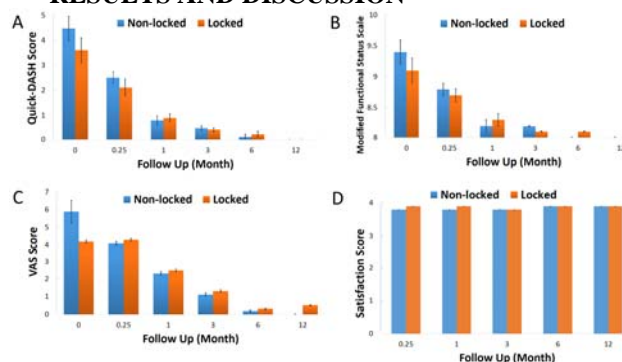 RESULTS AND DISCUSSION
A
Non-locked Locked
Quick-DASH Score
5
4
3
2
1
0
0 0.25 1 3 6 12
Follow Up (Month)
B
Non-locked Locked
Modified Functional Status Scale
9.5
9
8.5
8
0 0.25 1 3 6 12
Follow Up (Month)
C
Non-locked Locked
VAS Score
7
6
5
4
3
2
1
0
0 0.25 1 3 6 12
Follow Up (Month)
D
Non-locked Locked
Satisfaction Score
4
2
0
0.25 1 3 6 12
Follow Up (Month)